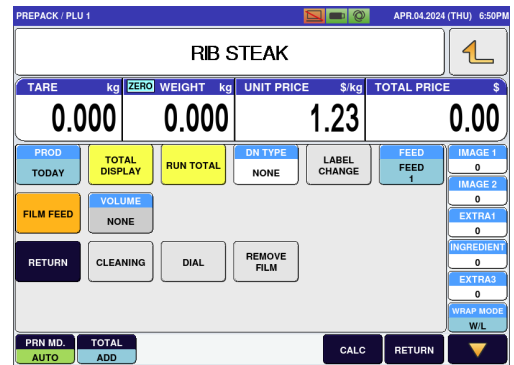 PREPACK / PLU 1
APR.04.2024 (THU) 6:50PM
RIB STEAK
TARE kg
ZERO WEIGHT kg
UNIT PRICE $/kg
TOTAL PRICE $
0.000
0.000
1.23
0.00
PROD
TODAY
TOTAL
DISPLAY
RUN TOTAL
DN TYPE
NONE
LABEL
CHANGE
FEED
FEED
1
IMAGE 1
0
IMAGE 2
0
FILM FEED
VOLUME
NONE
EXTRA1
0
INGREDIENT
0
RETURN
CLEANING
DIAL
REMOVE
FILM
EXTRA3
0
WRAP MODE
W/L
PRN MD.
AUTO
TOTAL
ADD
CALC
RETURN